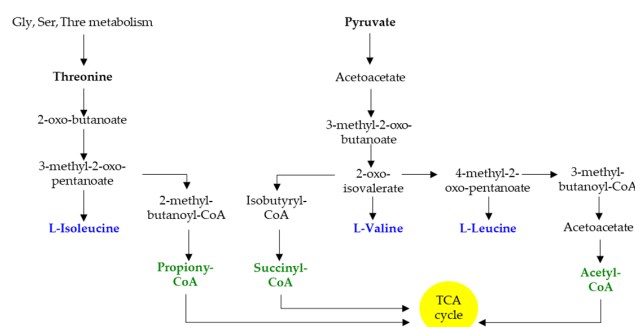 Gly, Ser, Thre metabolism
Pyruvate
Threonine
Acetoacetate
2-oxo-butanoate
3-methyl-2-oxo-
butanoate
3-methyl-2-oxo-
pentanoate
2-oxo-
isovalerate
4-methyl-2-
oxo-pentanoate
3-methyl-
butanoyl-CoA
2-methyl-
butanoyl-CoA
Isobutyryl-
CoA
L-Isoleucine
L-Valine
L-Leucine
Acetoacetate
Propiony-
CoA
Succinyl-
CoA
Acetyl-
CoA
TCA
cycle